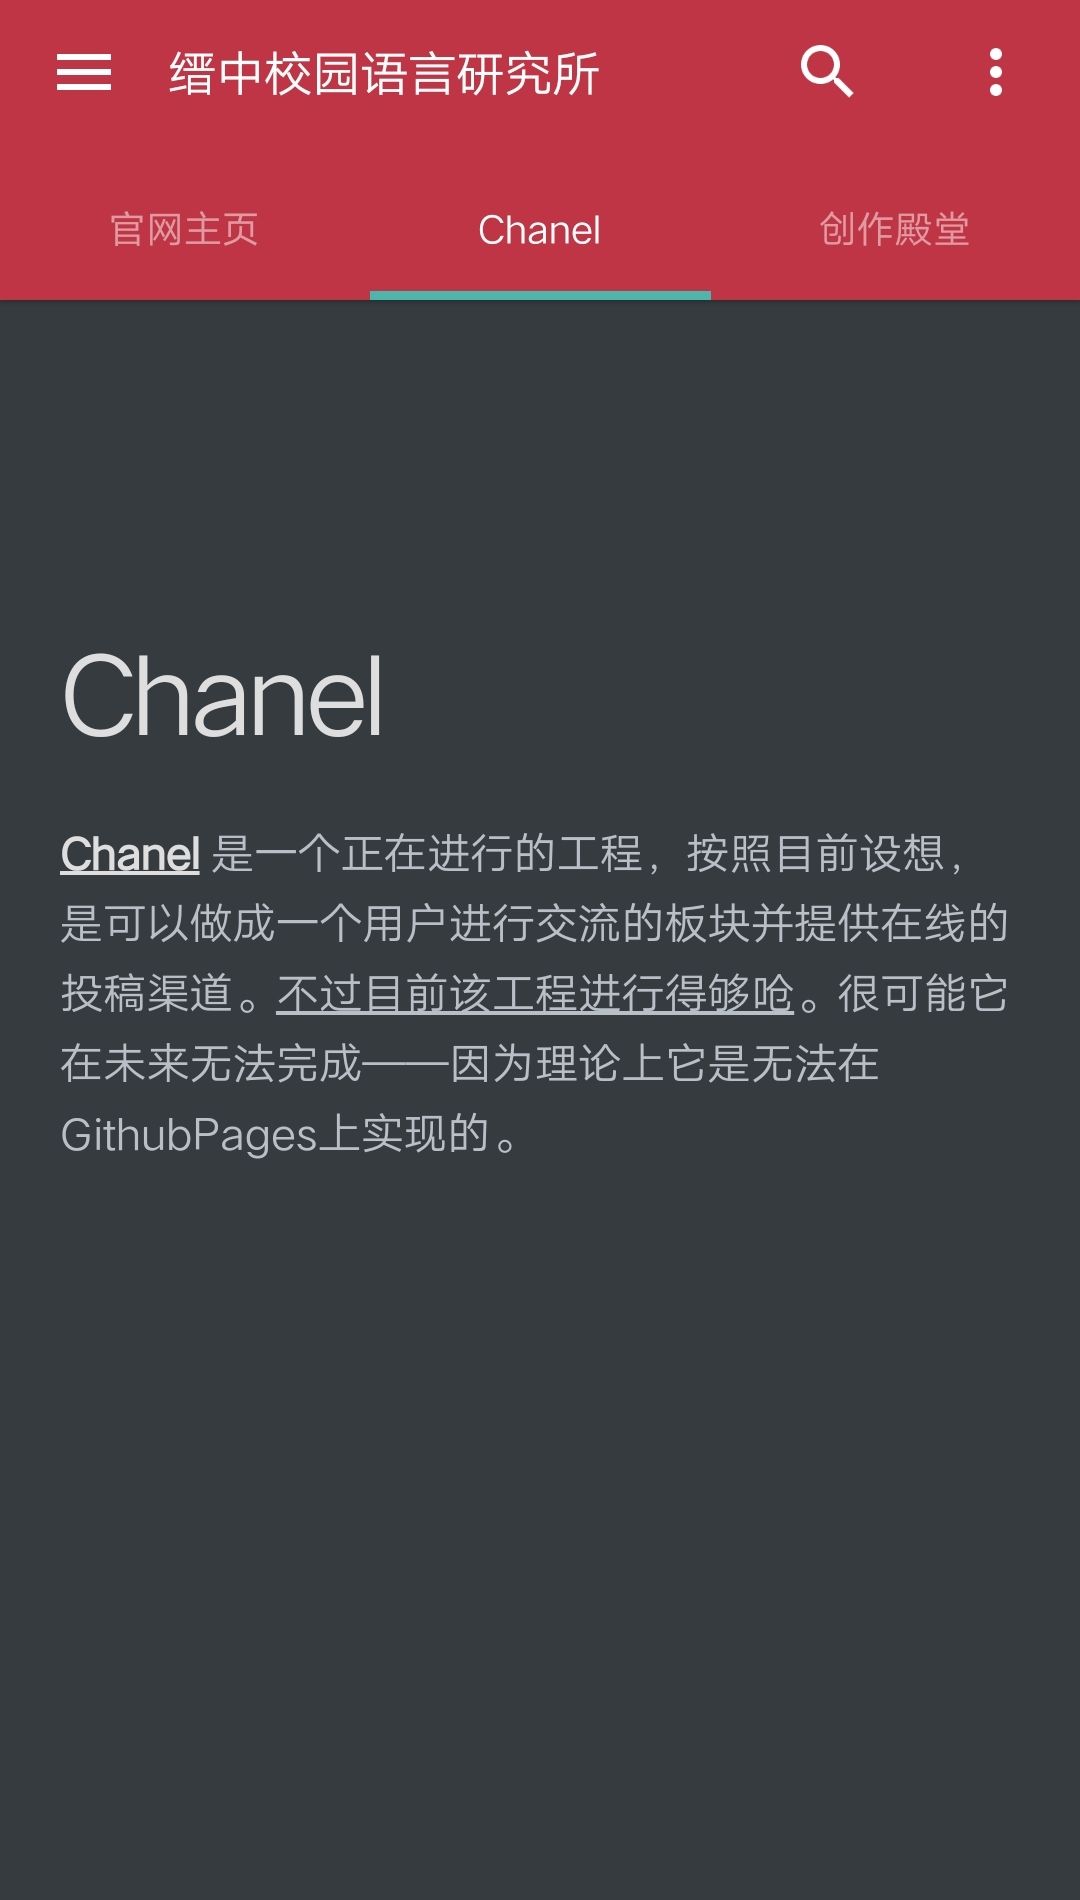 缙中校园语言研究所
官网主页
Chanel
创作殿堂
Chanel
Chanel 是一个正在进行的工程，按照目前设想，
是可以做成一个用户进行交流的板块并提供在线的
投稿渠道。不过目前该工程进行得够呛。很可能它
在未来无法完成——因为理论上它是无法在
GithubPages上实现的。